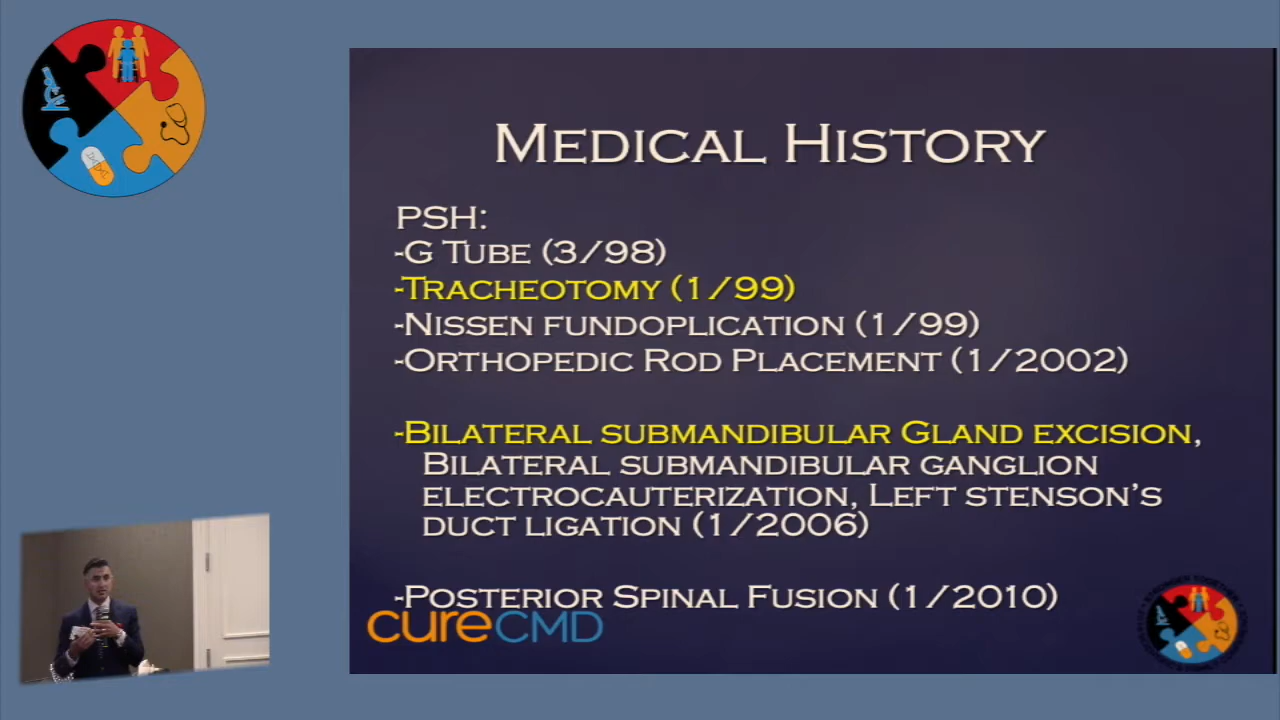 MEDICAL HISTORY
PSH:
-G TUBE (3/98)
-TRACHEOTOMY (1/99)
-NISSEN FUNDOPLICATION (1/99)
-ORTHOPEDIC ROD PLACEMENT (1/2002)
-BILATERAL SUBMANDIBULAR GLAND EXCISION,
BILATERAL SUBMANDIBULAR GANGLION
ELECTROCAUTERIZATION, LEFT STENSON'S
DUCT LIGATION (1/2006)
-POSTERIOR SPINAL FUSION (1/2010)
cureCMD